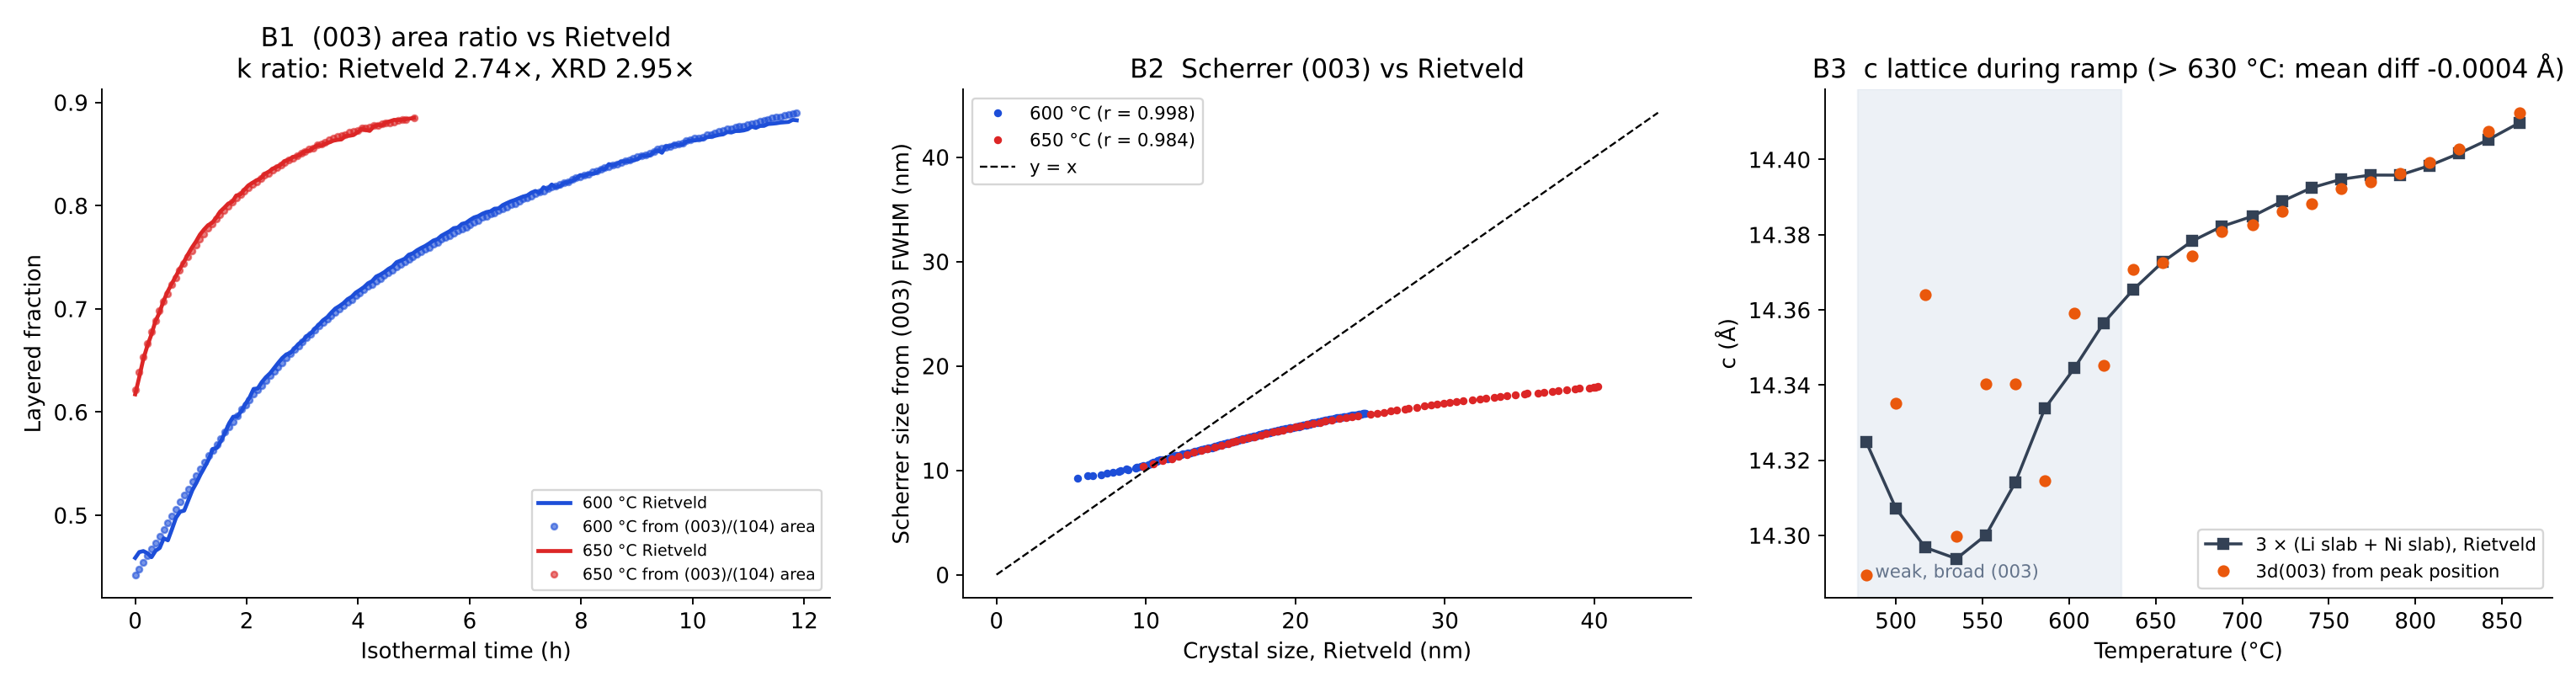 B1  (003) area ratio vs Rietveld
k ratio: Rietveld 2.74×, XRD 2.95×
Layered fraction
0.9
0.8
0.7
0.6
0.5
600 °C Rietveld
600 °C from (003)/(104) area
650 °C Rietveld
650 °C from (003)/(104) area
0 2 4 6 8 10 12
Isothermal time (h)
B2  Scherrer (003) vs Rietveld
Scherrer size from (003) FWHM (nm)
600 °C (r = 0.998)
650 °C (r = 0.984)
y = x
40
30
20
10
0
0 10 20 30 40
Crystal size, Rietveld (nm)
B3  c lattice during ramp (> 630 °C: mean diff -0.0004 Å)
c (Å)
14.40
14.38
14.36
14.34
14.32
14.30
3 × (Li slab + Ni slab), Rietveld
3d(003) from peak position
weak, broad (003)
500 550 600 650 700 750 800 850
Temperature (°C)